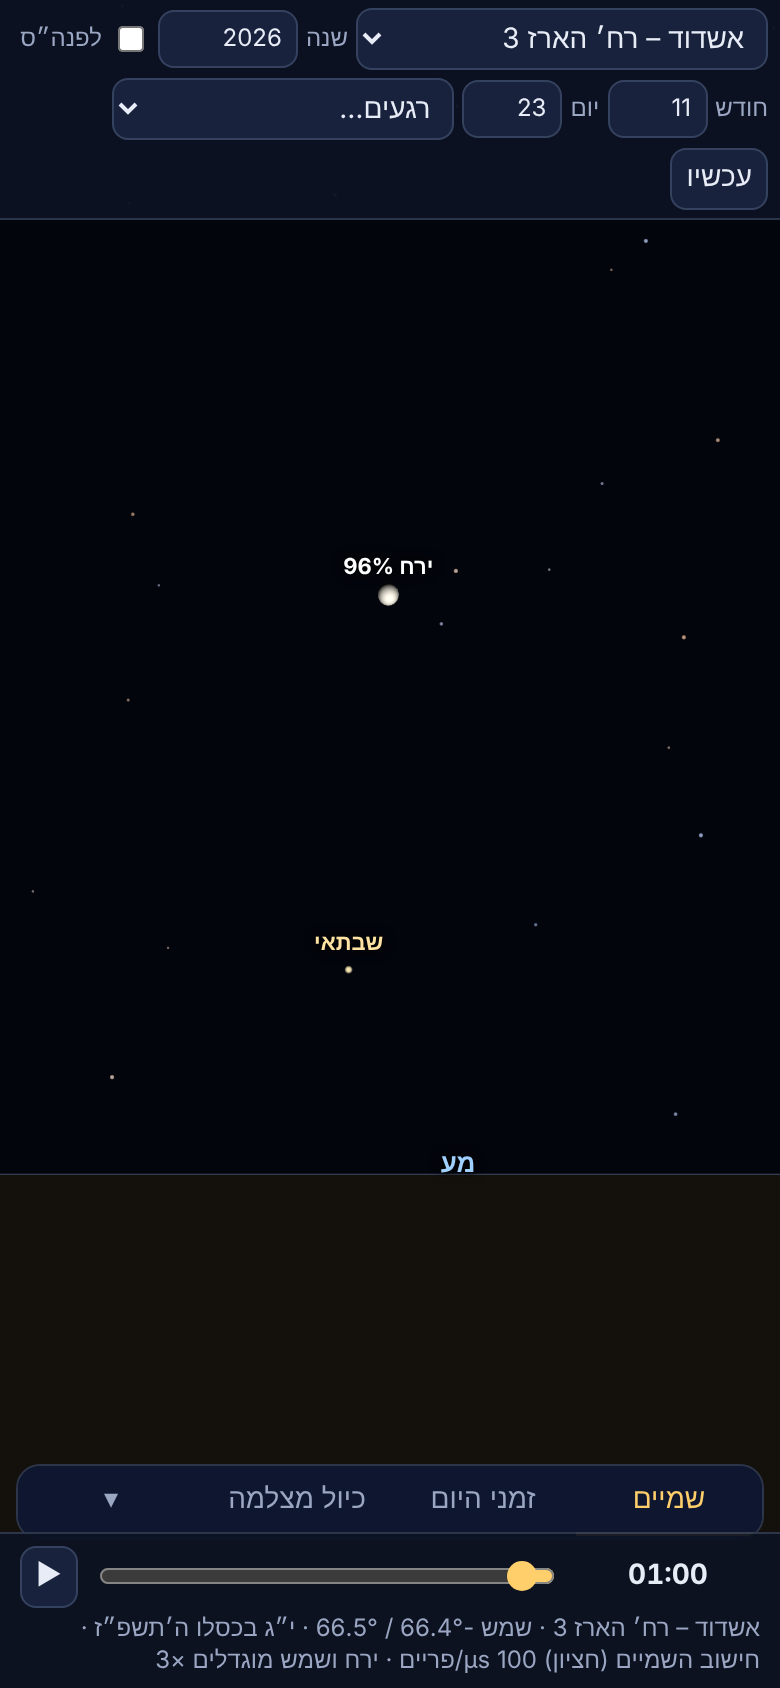 אשדוד – רח׳ הארז 3 שנה 2026 לפנה״ס
חודש 11 יום 23 רגעים...
עכשיו
ירח 96%
שבתאי
מע
שמיים זמני היום כיול מצלמה ▼
01:00
אשדוד – רח׳ הארז 3 · שמש -66.4° / 66.5° · י״ג בכסלו ה׳תשפ״ז ·
חישוב השמיים (חציון) 100 µs/פריים · ירח ושמש מוגדלים ×3